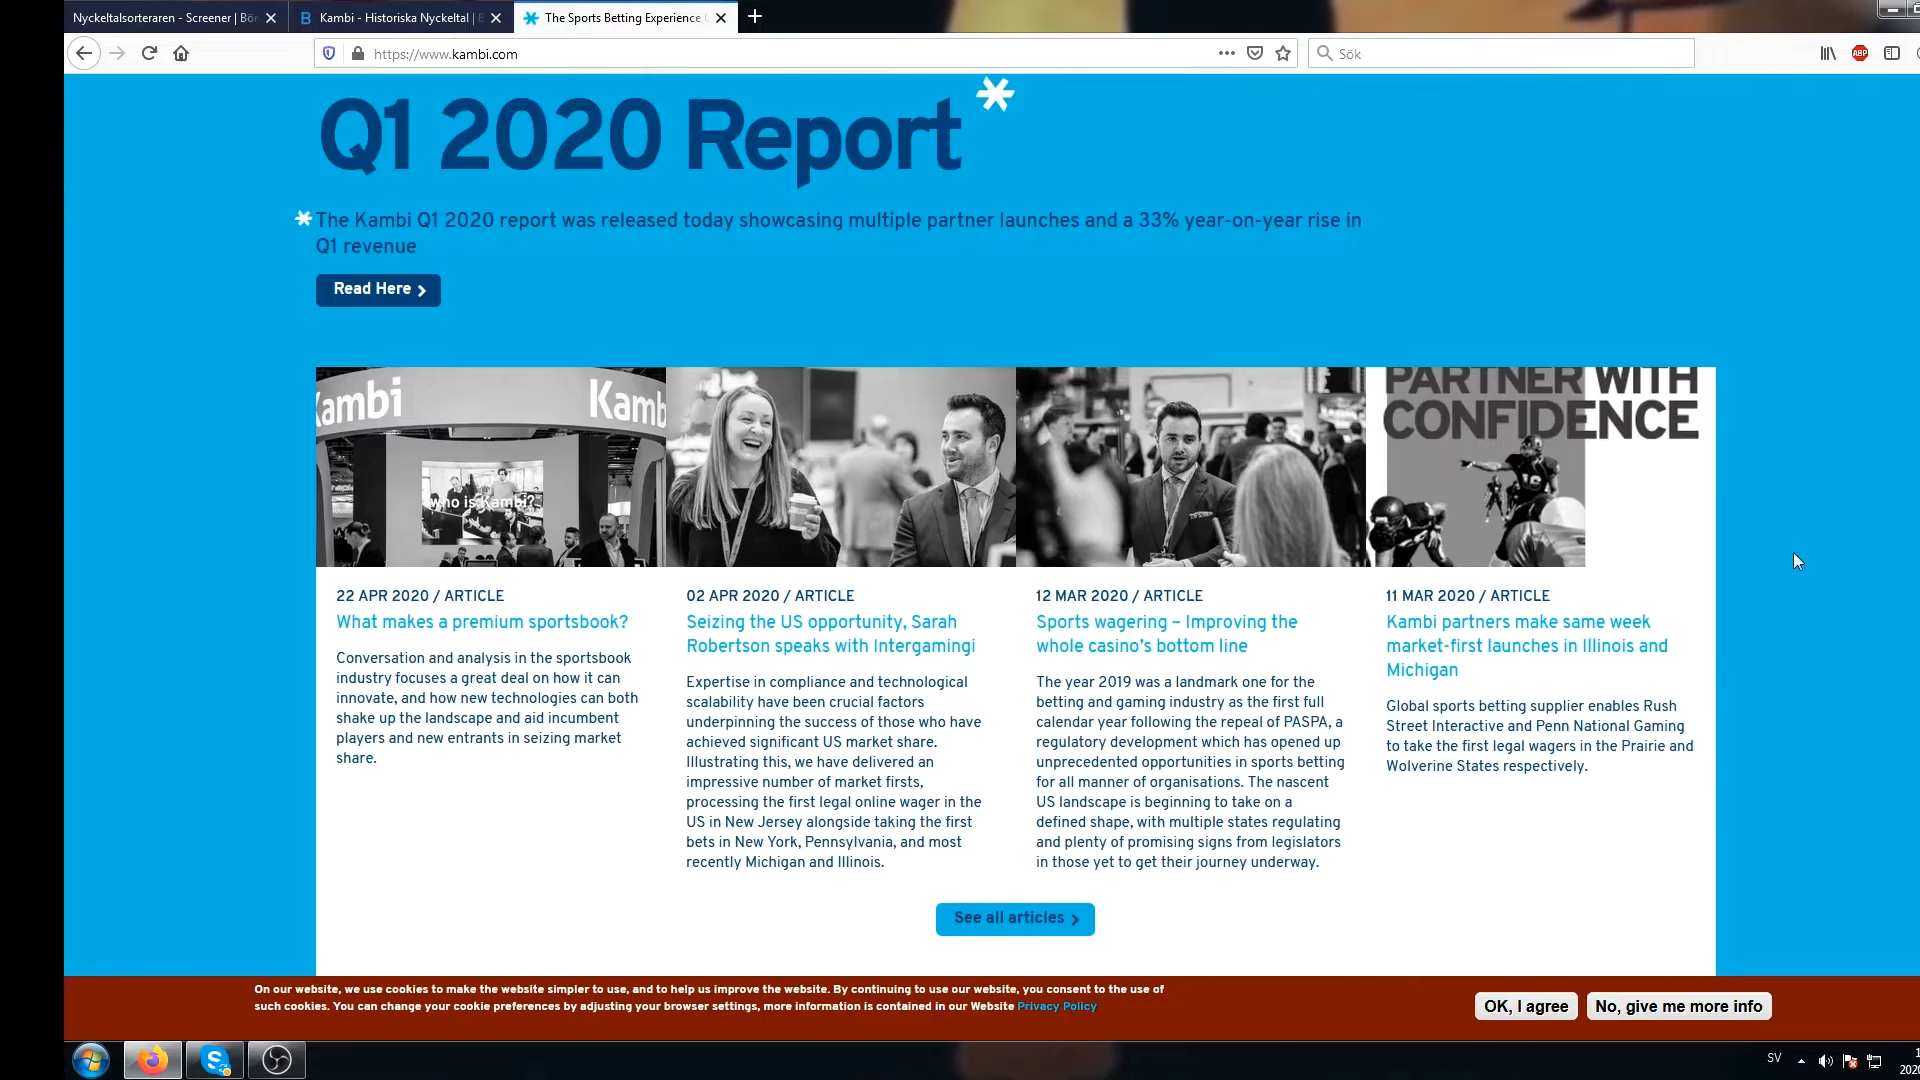 Nyckeltalsorteraren - Screener | Bör
Kambi - Historiska Nyckeltal | B
The Sports Betting Experience
https://www.kambi.com
Sök
ABP
Q1 2020 Report
The Kambi Q1 2020 report was released today showcasing multiple partner launches and a 33% year-on-year rise in
Q1 revenue
Read Here
Kambi
Kamb
who is Kambi?
PARTNER WITH
CONFIDENCE
22 APR 2020 / ARTICLE
What makes a premium sportsbook?
Conversation and analysis in the sportsbook
industry focuses a great deal on how it can
innovate, and how new technologies can both
shake up the landscape and aid incumbent
players and new entrants in seizing market
share.
02 APR 2020 / ARTICLE
Seizing the US opportunity, Sarah
Robertson speaks with Intergamingi
Expertise in compliance and technological
scalability have been crucial factors
underpinning the success of those who have
achieved significant US market share.
Illustrating this, we have delivered an
impressive number of market firsts,
processing the first legal online wager in the
US in New Jersey alongside taking the first
bets in New York, Pennsylvania, and most
recently Michigan and Illinois.
12 MAR 2020 / ARTICLE
Sports wagering – Improving the
whole casino's bottom line
The year 2019 was a landmark one for the
betting and gaming industry as the first full
calendar year following the repeal of PASPA, a
regulatory development which has opened up
unprecedented opportunities in sports betting
for all manner of organisations. The nascent
US landscape is beginning to take on a
defined shape, with multiple states regulating
and plenty of promising signs from legislators
in those yet to get their journey underway.
11 MAR 2020 / ARTICLE
Kambi partners make same week
market-first launches in Illinois and
Michigan
Global sports betting supplier enables Rush
Street Interactive and Penn National Gaming
to take the first legal wagers in the Prairie and
Wolverine States respectively.
See all articles
On our website, we use cookies to make the website simpler to use, and to help us improve the website. By continuing to use our website, you consent to the use of
such cookies. You can change your cookie preferences by adjusting your browser settings, more information is contained in our Website Privacy Policy
OK, I agree
No, give me more info
SV